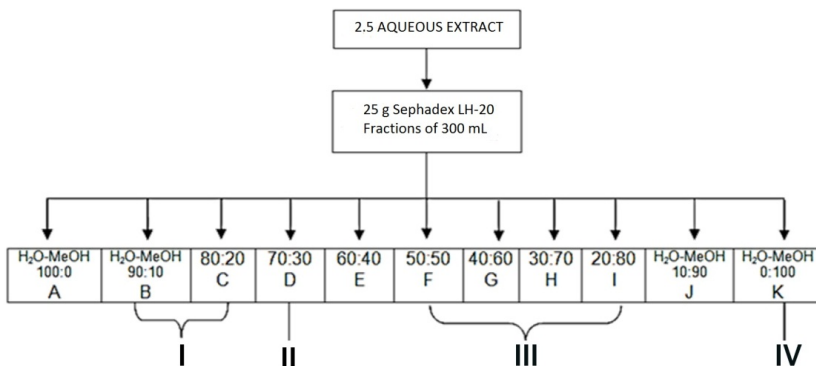 2.5 AQUEOUS EXTRACT
25 g Sephadex LH-20
Fractions of 300 mL
H₂O-MeOH
100:0
A
H₂O-MeOH
90:10
B
80:20
C
70:30
D
60:40
E
50:50
F
40:60
G
30:70
H
20:80
I
H₂O-MeOH
10:90
J
H₂O-MeOH
0:100
K
I
II
III
IV